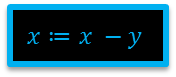 x ≔ x − y